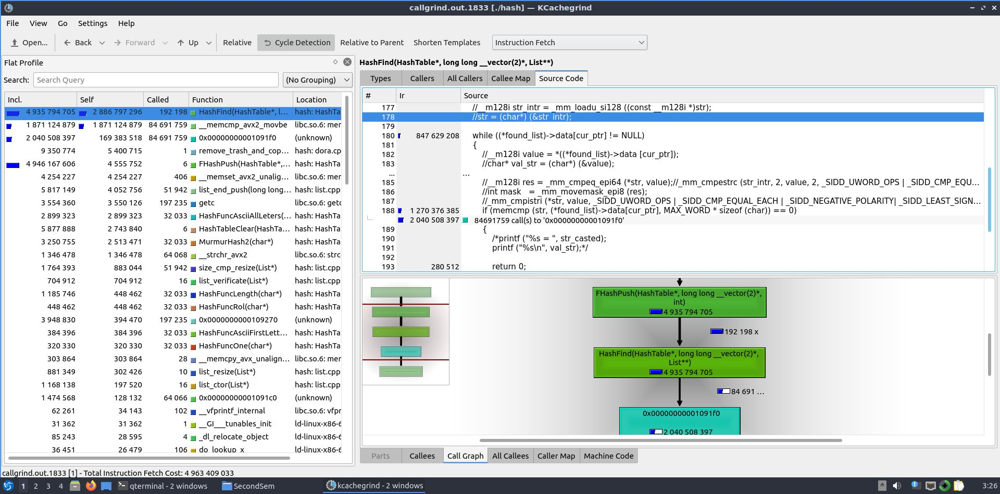 callgrind.out.1833 [./hash] — KCachegrind
File View Go Settings Help
Open... Back Forward Up Relative Cycle Detection Relative to Parent Shorten Templates Instruction Fetch
Flat Profile
Search: Search Query (No Grouping)
Incl. Self Called Function Location
4 935 794 705 2 886 797 296 192 198 HashFind(HashTable*, l... hash: HashTa
1 871 124 879 1 871 124 879 84 691 759 __memcmp_avx2_movbe libc.so.6: mem
2 040 508 397 169 383 518 84 691 759 0x00000000001091f0 (unknown)
9 350 774 5 400 715 1 remove_trash_and_cop... hash: dora.cp
4 946 167 606 4 555 752 6 FHashPush(HashTable*,... hash: HashTa
4 254 227 4 254 227 406 __memset_avx2_unalig... libc.so.6: mem
5 817 149 4 052 756 51 942 list_end_push(long long... hash: list.cpp
3 554 360 3 550 126 197 235 getc libc.so.6: getc
2 899 323 2 899 323 32 033 HashFuncAsciiAllLeters(... hash: HashTa
5 877 888 2 743 840 6 HashTableClear(HashTa... hash: HashTa
3 250 755 2 513 471 32 033 MurmurHash2(char*) hash: HashTa
1 346 478 1 346 478 64 068 __strchr_avx2 libc.so.6: strc
1 764 393 883 044 51 942 size_cmp_resize(List*) hash: list.cpp
704 912 704 912 16 list_verificate(List*) hash: list.cpp
1 185 746 448 462 32 033 HashFuncLength(char*) hash: HashTa
448 462 448 462 32 033 HashFuncRol(char*) hash: HashTa
3 948 830 394 470 197 235 0x0000000000109270 (unknown)
384 396 384 396 32 033 HashFuncAsciiFirstLett... hash: HashTa
320 330 320 330 32 033 HashFuncOne(char*) hash: HashTa
303 864 303 864 28 __memcpy_avx_unalign... libc.so.6: mem
881 349 302 426 10 list_resize(List*) hash: list.cpp
1 168 138 197 520 16 list_ctor(List*) hash: list.cpp
1 474 568 128 132 64 066 0x00000000001091c0 (unknown)
62 261 34 143 102 __vfprintf_internal libc.so.6: vfpr
31 362 31 362 1 __GI___tunables_init ld-linux-x86-6
85 243 28 595 4 _dl_relocate_object ld-linux-x86-6
36 451 26 479 106 do_lookup_x ld-linux-x86-6
HashFind(HashTable*, long long __vector(2)*, List**)
Types Callers All Callers Callee Map Source Code
# Ir Source
177 //__m128i str_intr = _mm_loadu_si128 ((const __m128i *)str);
178 //str = (char*) (&str_intr);
179
180 847 629 208 while ((*found_list)->data[cur_ptr] != NULL)
181 {
182 //__m128i value = *((*found_list)->data [cur_ptr]);
183 //char* val_str = (char*) (&value);
... ...
185 //__m128i res = _mm_cmpeq_epi64 (*str, value);//_mm_cmpestrc (str_intr, 2, value, 2, _SIDD_UWORD_OPS | _SIDD_CMP_EQU...
186 //int mask   = _mm_movemask_epi8 (res);
187 //_mm_cmpistri (*str, value, _SIDD_UWORD_OPS | _SIDD_CMP_EQUAL_EACH | _SIDD_NEGATIVE_POLARITY| _SIDD_LEAST_SIGN...
188 1 270 376 385 if (memcmp (str, (*found_list)->data[cur_ptr], MAX_WORD * sizeof (char)) == 0)
2 040 508 397 84691759 call(s) to '0x00000000001091f0'
189 {
190 /*printf ("%s = ", str_casted);
191 printf ("%s\n", val_str);*/
192
193 280 512 return 0;
FHashPush(HashTable*, long long __vector(2)*,
int)
4 935 794 705
192 198 x
HashFind(HashTable*, long long __vector(2)*,
List**)
4 935 794 705
84 691 ...
0x00000000001091f0
2 040 508 397
Parts Callees Call Graph All Callees Caller Map Machine Code
callgrind.out.1833 [1] - Total Instruction Fetch Cost: 4 963 409 033
1 2 3 4 qterminal - 2 windows SecondSem kcachegrind - 2 windows 3:26